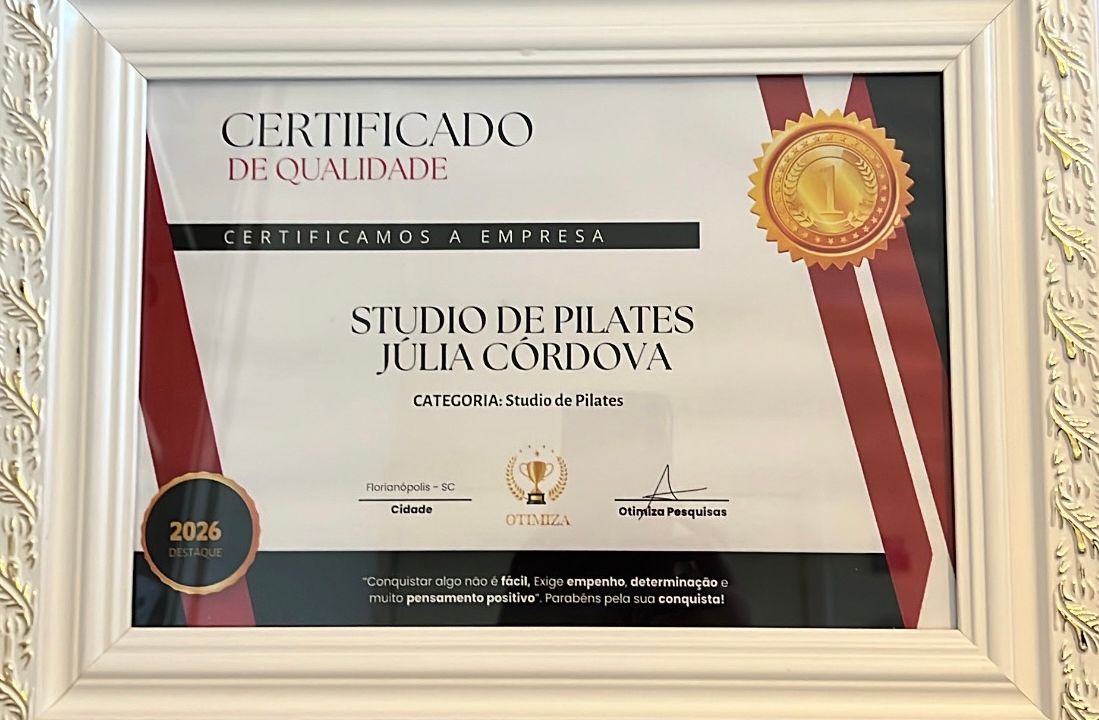 CERTIFICADO
DE QUALIDADE
1
CERTIFICAMOS A EMPRESA
STUDIO DE PILATES
JÚLIA CÓRDOVA
CATEGORIA: Studio de Pilates
Florianópolis - SC
Cidade
OTIMIZA
Otimiza Pesquisas
2026
DESTAQUE
"Conquistar algo não é fácil, Exige empenho, determinação e
muito pensamento positivo". Parabéns pela sua conquista!